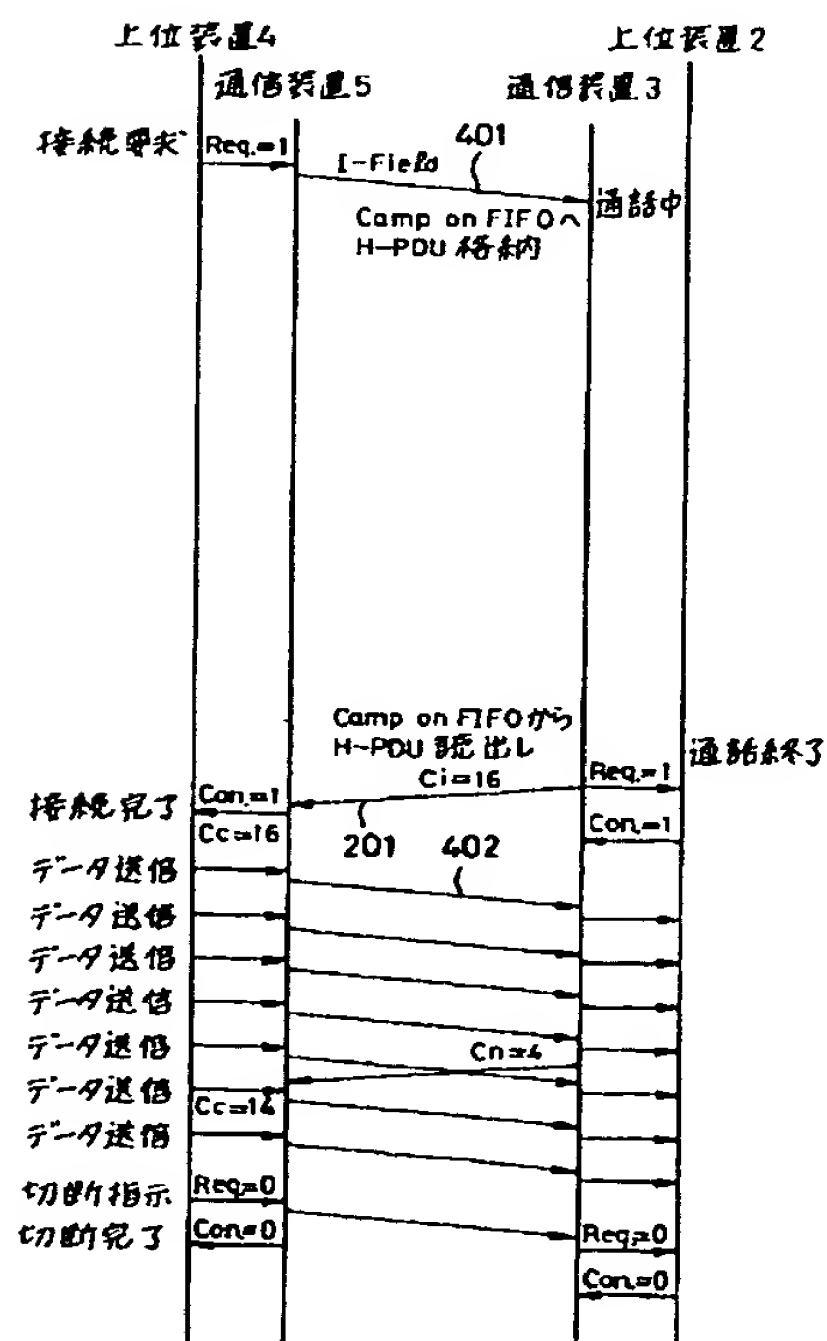 上位装置4
上位装置2
通信装置5
通信装置3
接続要求
Req.=1
401
I-Field
通話中
Camp on FIFOへ
H-PDU 格納
Camp on FIFOから
H-PDU 読出し
通話終了
Ci=16
Req.=1
接続完了
Con.=1
Cc=16
201
402
Con.=1
データ送信
データ送信
データ送信
データ送信
データ送信
Cn=4
データ送信
Cc=14
データ送信
切断指示
Req=0
切断完了
Con=0
Req.=0
Con.=0